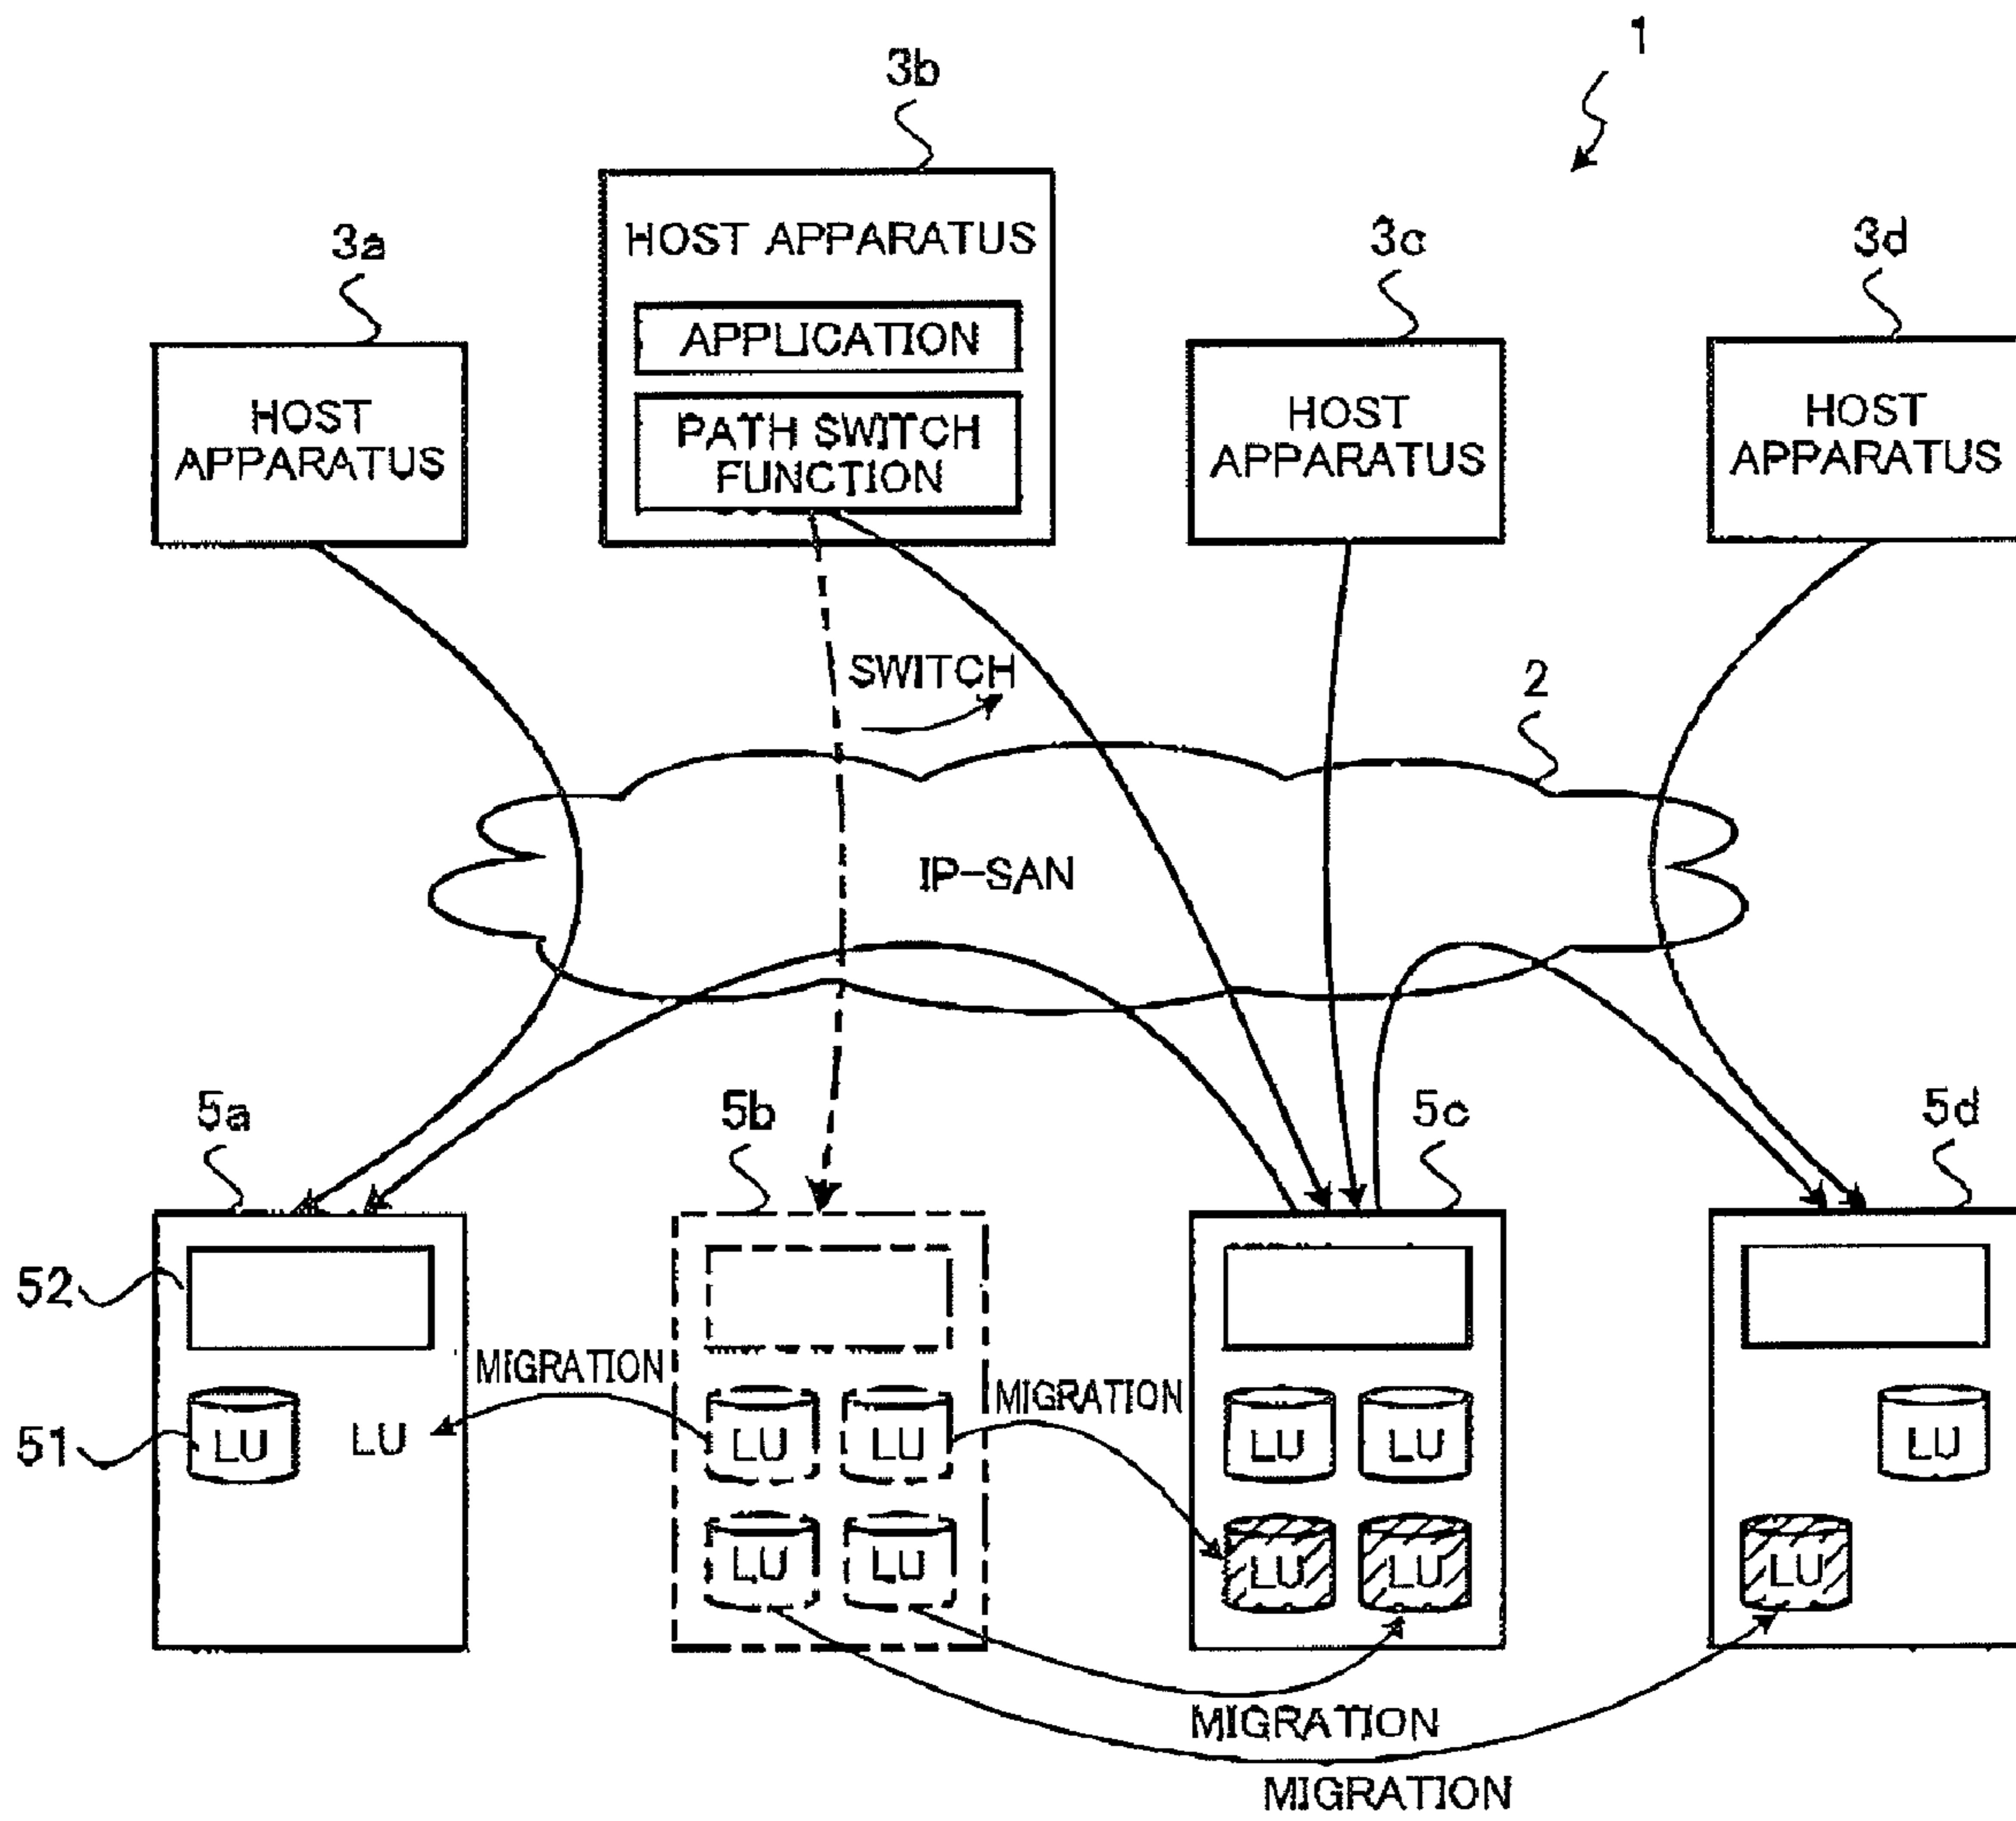 1
3b
HOST APPARATUS
APPLICATION
PATH SWITCH
FUNCTION
3a
HOST
APPARATUS
3c
HOST
APPARATUS
3d
HOST
APPARATUS
SWITCH
2
IP-SAN
5a
5b
5c
5d
52
MIGRATION
MIGRATION
51
LU
LU
LU
LU
LU
LU
LU
LU
LU
LU
LU
LU
LU
MIGRATION
MIGRATION